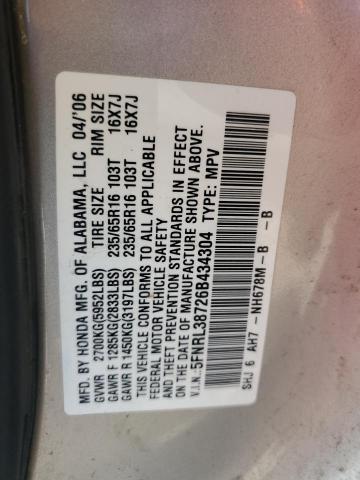 MFD. BY HONDA MFG. OF ALABAMA, LLC 04/'06
TIRE SIZE RIM SIZE
GVWR 2700KG(5952LBS)
GAWR F 1285KG(2833LBS) 235/65R16 103T 16X7J
GAWR R 1450KG(3197LBS) 235/65R16 103T 16X7J
THIS VEHICLE CONFORMS TO ALL APPLICABLE
FEDERAL MOTOR VEHICLE SAFETY
AND THEFT PREVENTION STANDARDS IN EFFECT
ON THE DATE OF MANUFACTURE SHOWN ABOVE.
V.I.N.:5FNRL38726B434304 TYPE: MPV
SHJ 6 AH7 - NH678M - B - B